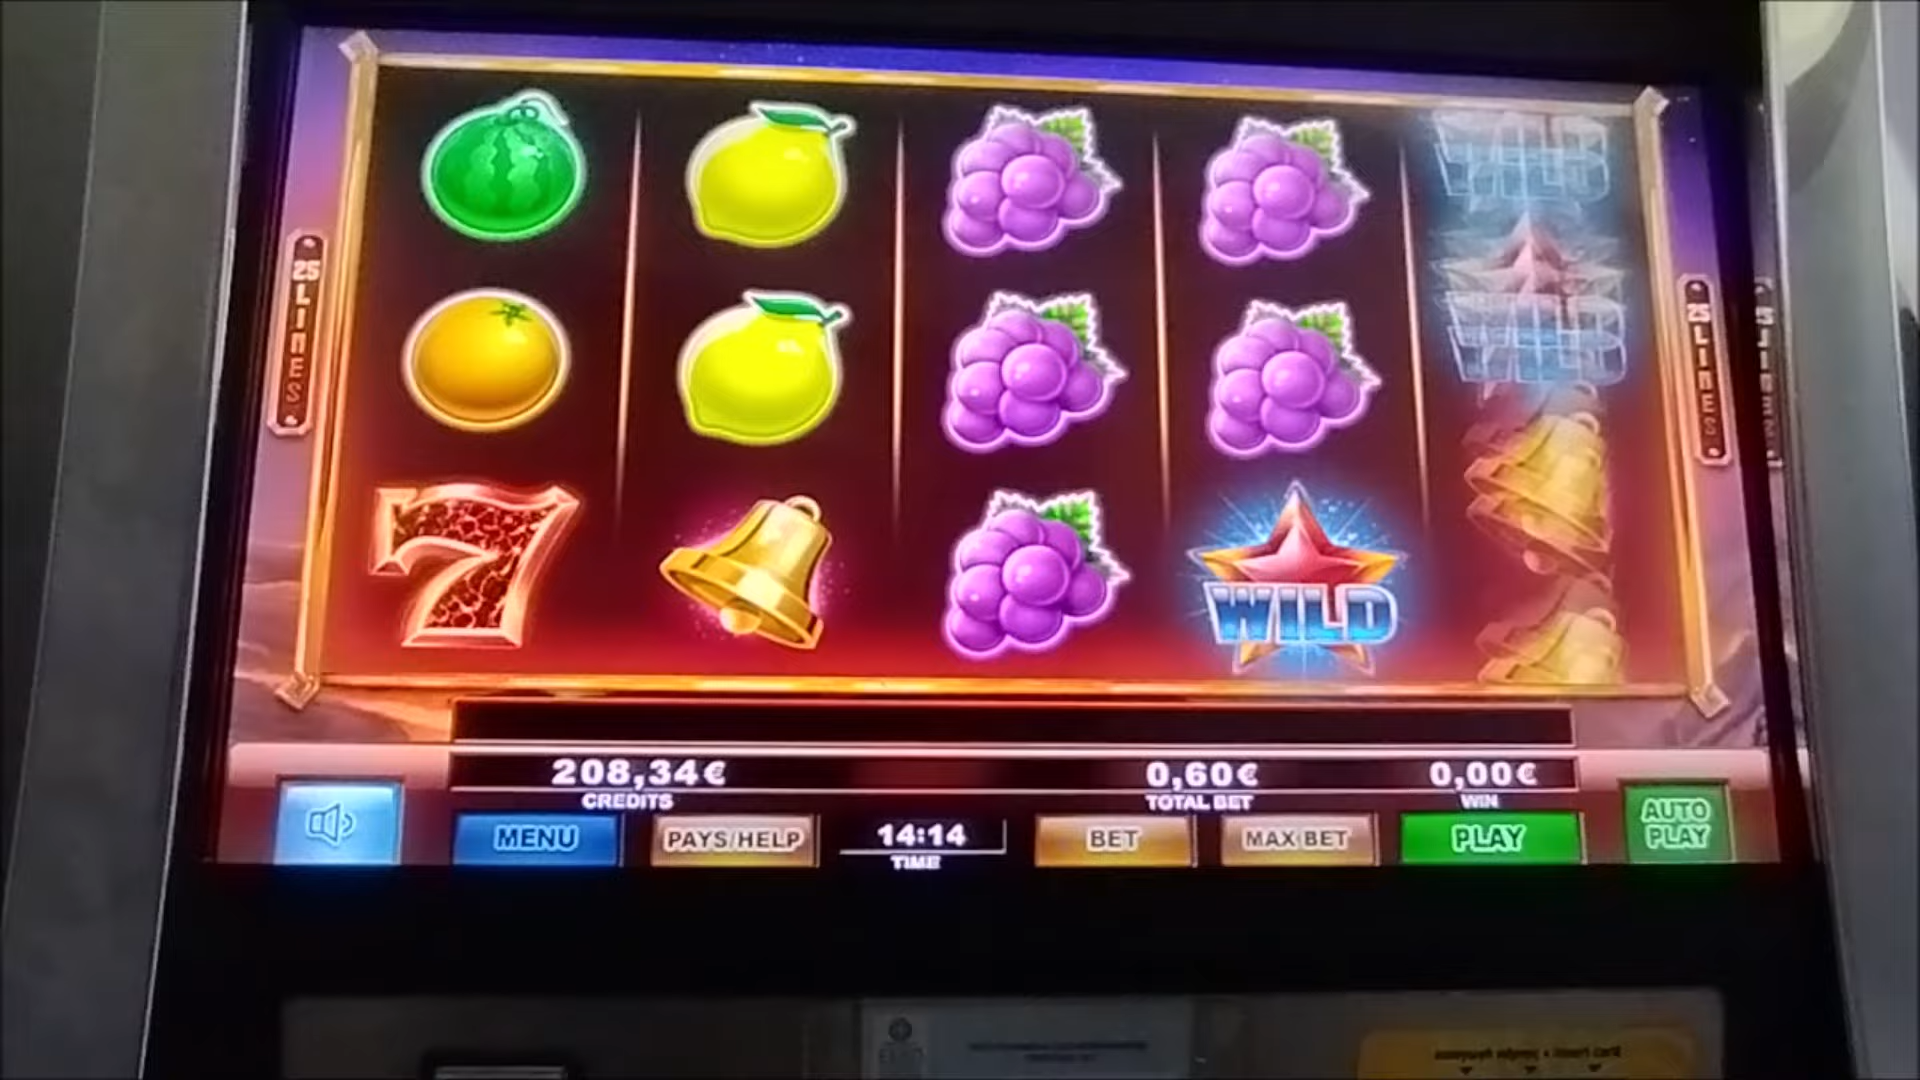 WILD
WILD
25 LINES
25 LINES
WILD
208,34€
CREDITS
0,60€
TOTAL BET
0,00€
WIN
MENU
PAYS/HELP
14:14
TIME
BET
MAX BET
PLAY
AUTO
PLAY